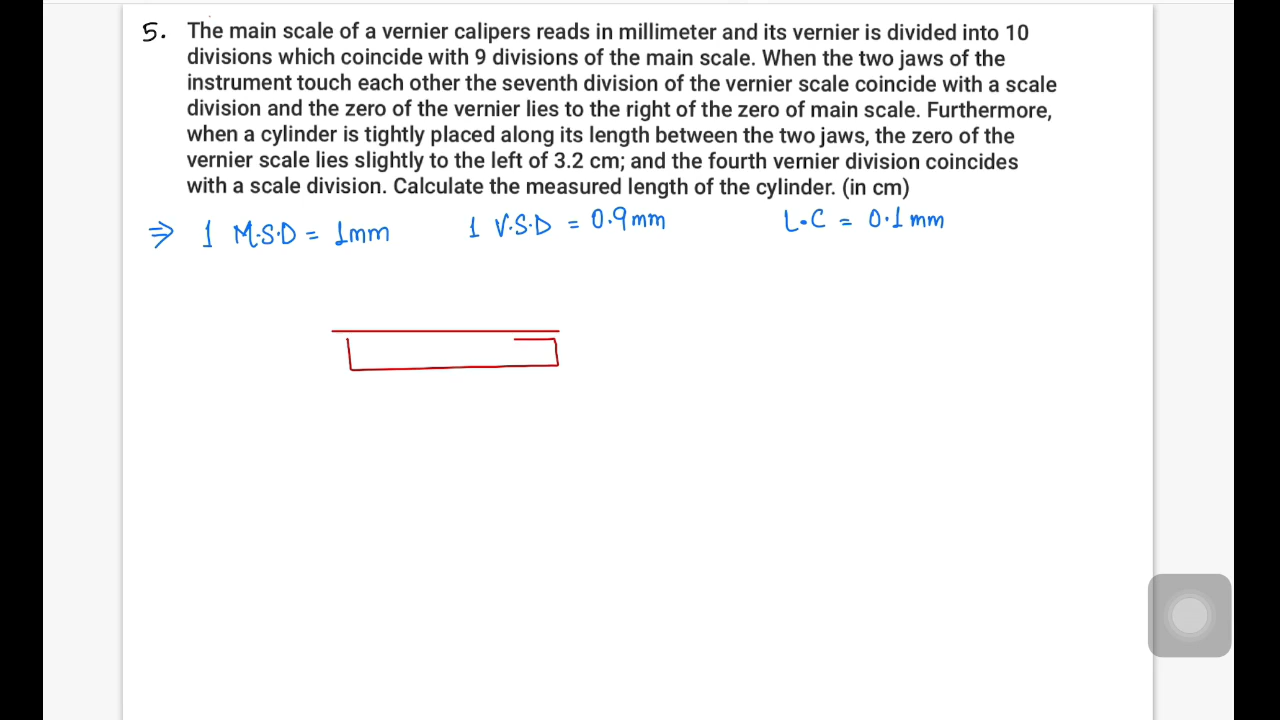 5. The main scale of a vernier calipers reads in millimeter and its vernier is divided into 10
divisions which coincide with 9 divisions of the main scale. When the two jaws of the
instrument touch each other the seventh division of the vernier scale coincide with a scale
division and the zero of the vernier lies to the right of the zero of main scale. Furthermore,
when a cylinder is tightly placed along its length between the two jaws, the zero of the
vernier scale lies slightly to the left of 3.2 cm; and the fourth vernier division coincides
with a scale division. Calculate the measured length of the cylinder. (in cm)
⇒ 1 M.S.D = 1mm 1 V.S.D = 0.9mm L.C = 0.1mm